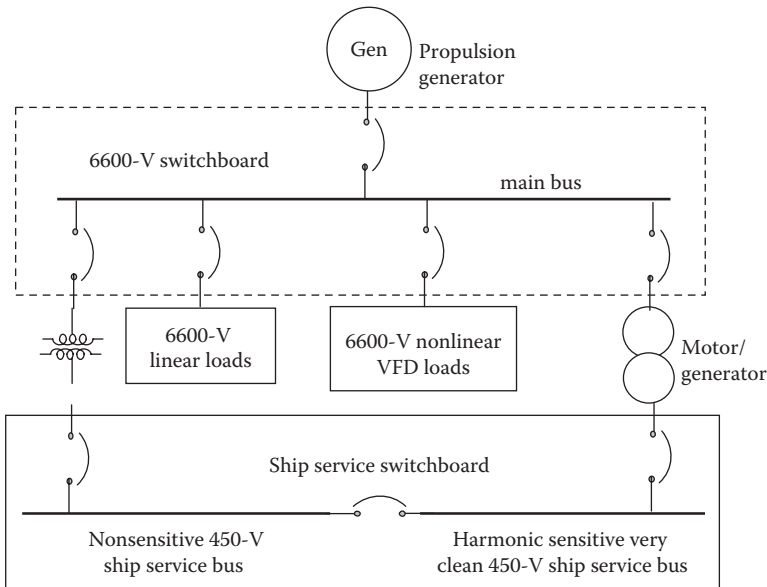 Gen
Propulsion
generator
6600-V switchboard
main bus
6600-V
linear loads
6600-V nonlinear
VFD loads
Motor/
generator
Ship service switchboard
Nonsensitive 450-V
ship service bus
Harmonic sensitive very
clean 450-V ship service bus